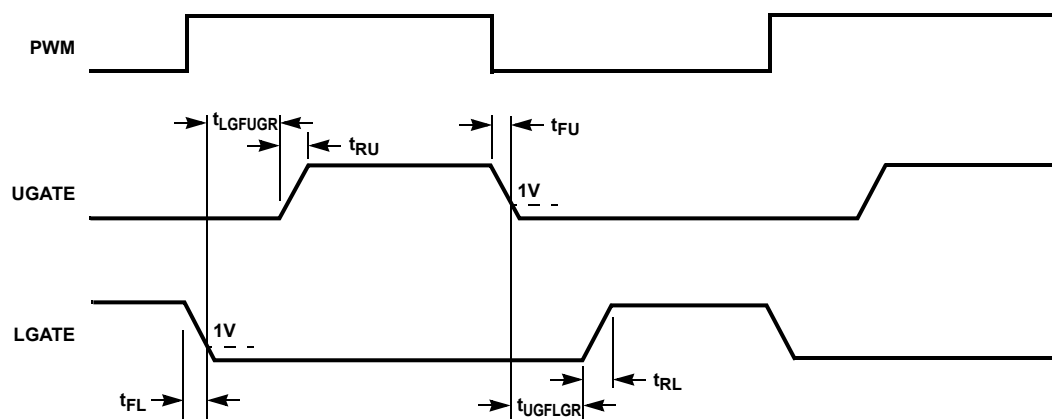 PWM
tLGFUGR
tFU
tRU
UGATE
1V
LGATE
1V
tRL
tFL
tUGFLGR